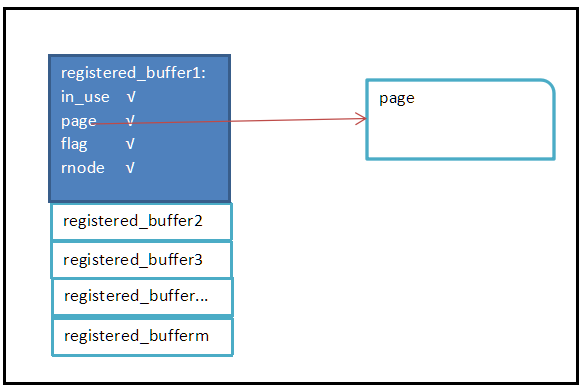 registered_buffer1:
in_use √
page √
flag √
rnode √
page
registered_buffer2
registered_buffer3
registered_buffer...
registered_bufferm